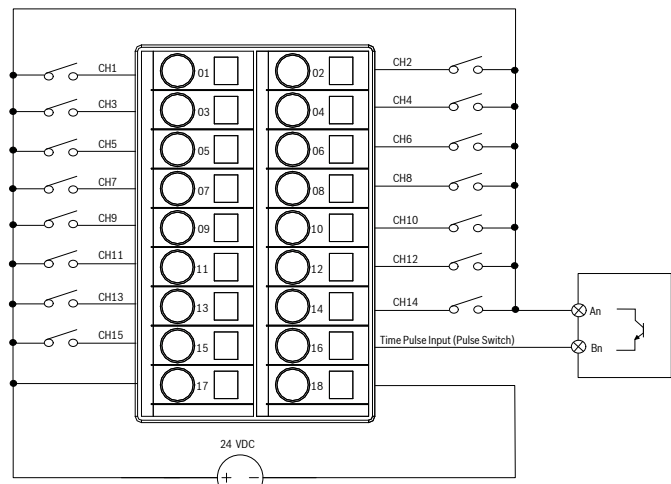 CH1 01 02 CH2
CH3 03 04 CH4
CH5 05 06 CH6
CH7 07 08 CH8
CH9 09 10 CH10
CH11 11 12 CH12
CH13 13 14 CH14 An
CH15 15 16 Time Pulse Input (Pulse Switch) Bn
17 18
24 VDC
+ −